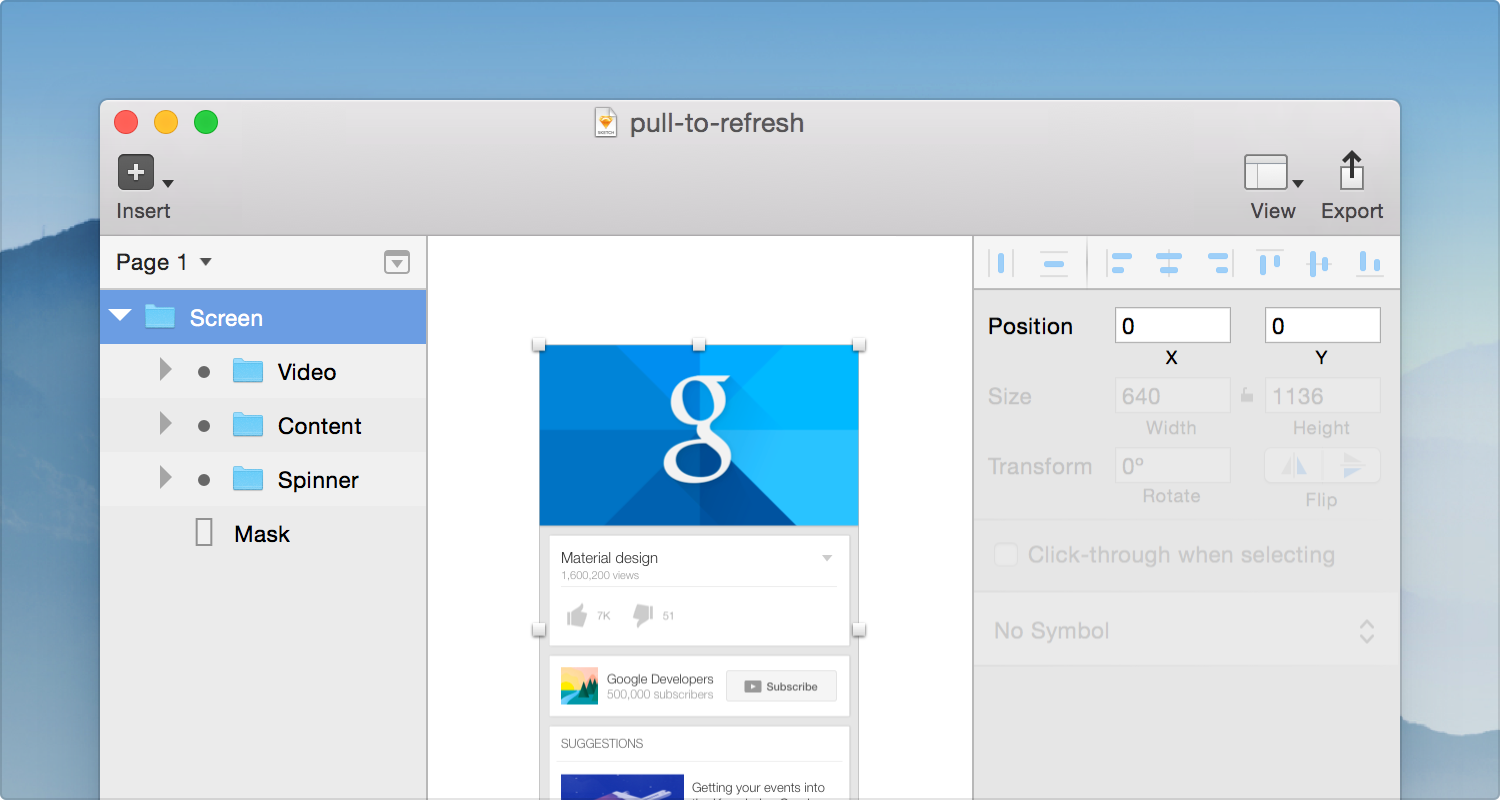 pull-to-refresh
Insert
View
Export
Page 1
Screen
Video
Content
Spinner
Mask
g
Material design
1,600,200 views
7K
51
Google Developers
500,000 subscribers
Subscribe
SUGGESTIONS
Getting your events into
Position
0
0
X
Y
Size
640
1136
Width
Height
Transform
0º
Rotate
Flip
Click-through when selecting
No Symbol